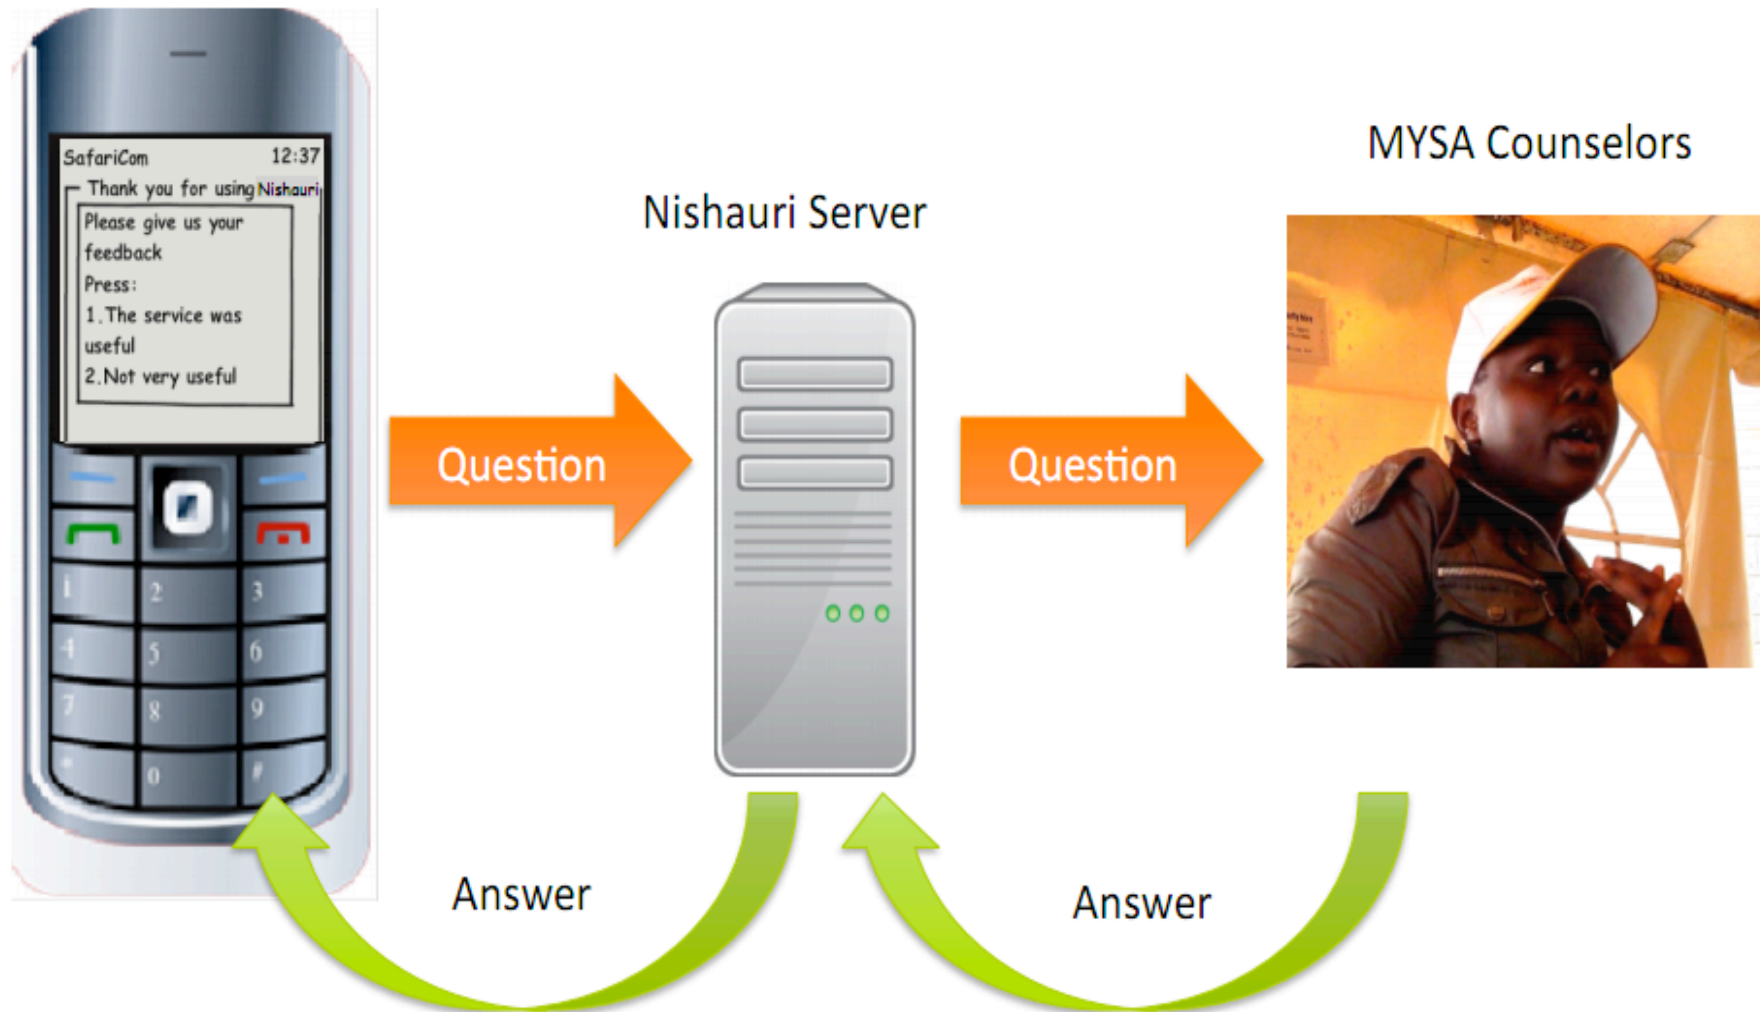 SafariCom 12:37
Thank you for using Nishauri
Please give us your
feedback
Press:
1.The service was
useful
2.Not very useful
1 2 3
4 5 6
7 8 9
* 0 #
Question
Nishauri Server
Question
MYSA Counselors
Answer
Answer